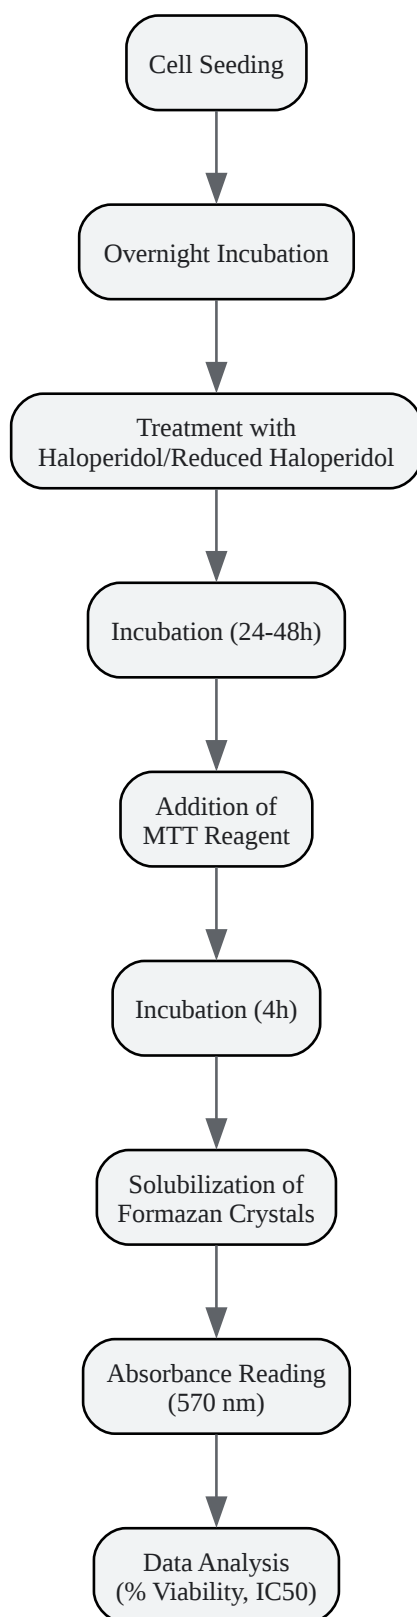 Cell Seeding
Overnight Incubation
Treatment with
Haloperidol/Reduced Haloperidol
Incubation (24-48h)
Addition of
MTT Reagent
Incubation (4h)
Solubilization of
Formazan Crystals
Absorbance Reading
(570 nm)
Data Analysis
(% Viability, IC50)